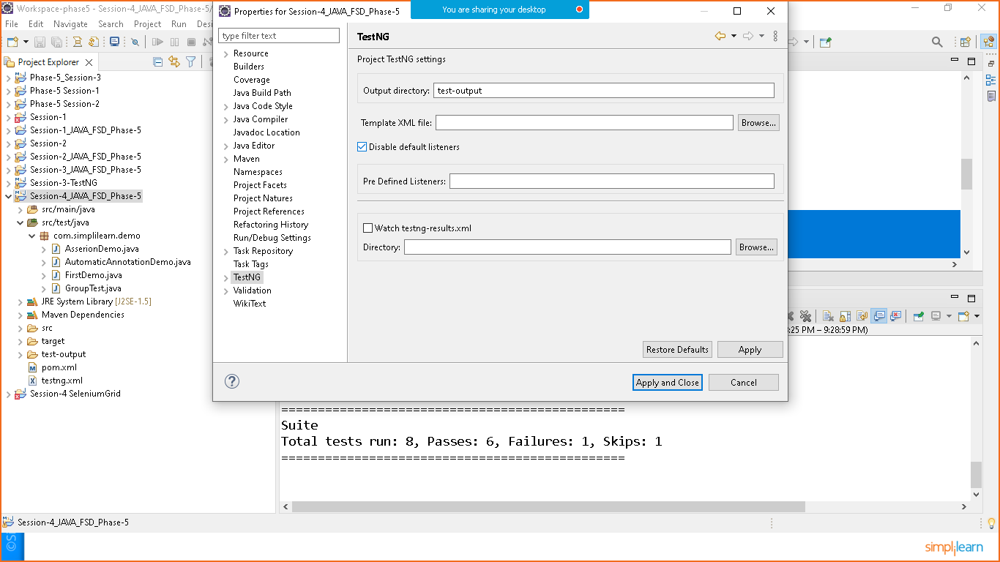 Workspace-phase5 - Session-4_JAVA_FSD_Phase-5/
File Edit Navigate Search Project Run
Project Explorer
Phase-5_Session-3
Phase-5 Session-1
Phase-5 Session-2
Session-1
Session-1_JAVA_FSD_Phase-5
Session-2
Session-2_JAVA_FSD_Phase-5
Session-3_JAVA_FSD_Phase-5
Session-3-TestNG
Session-4_JAVA_FSD_Phase-5
src/main/java
src/test/java
com.simplilearn.demo
AsserionDemo.java
AutomaticAnnotationDemo.java
FirstDemo.java
GroupTest.java
JRE System Library [J2SE-1.5]
Maven Dependencies
src
target
test-output
pom.xml
testng.xml
Session-4 SeleniumGrid
Properties for Session-4_JAVA_FSD_Phase-5
You are sharing your desktop
type filter text
Resource
Builders
Coverage
Java Build Path
Java Code Style
Java Compiler
Javadoc Location
Java Editor
Maven
Namespaces
Project Facets
Project Natures
Project References
Refactoring History
Run/Debug Settings
Task Repository
Task Tags
TestNG
Validation
WikiText
TestNG
Project TestNG settings
Output directory: test-output
Template XML file: Browse...
Disable default listeners
Pre Defined Listeners:
Watch testng-results.xml
Directory: Browse...
Restore Defaults Apply
Apply and Close Cancel
:25 PM – 9:28:59 PM)
===============================================
Suite
Total tests run: 8, Passes: 6, Failures: 1, Skips: 1
===============================================
Session-4_JAVA_FSD_Phase-5
©S
simplilearn